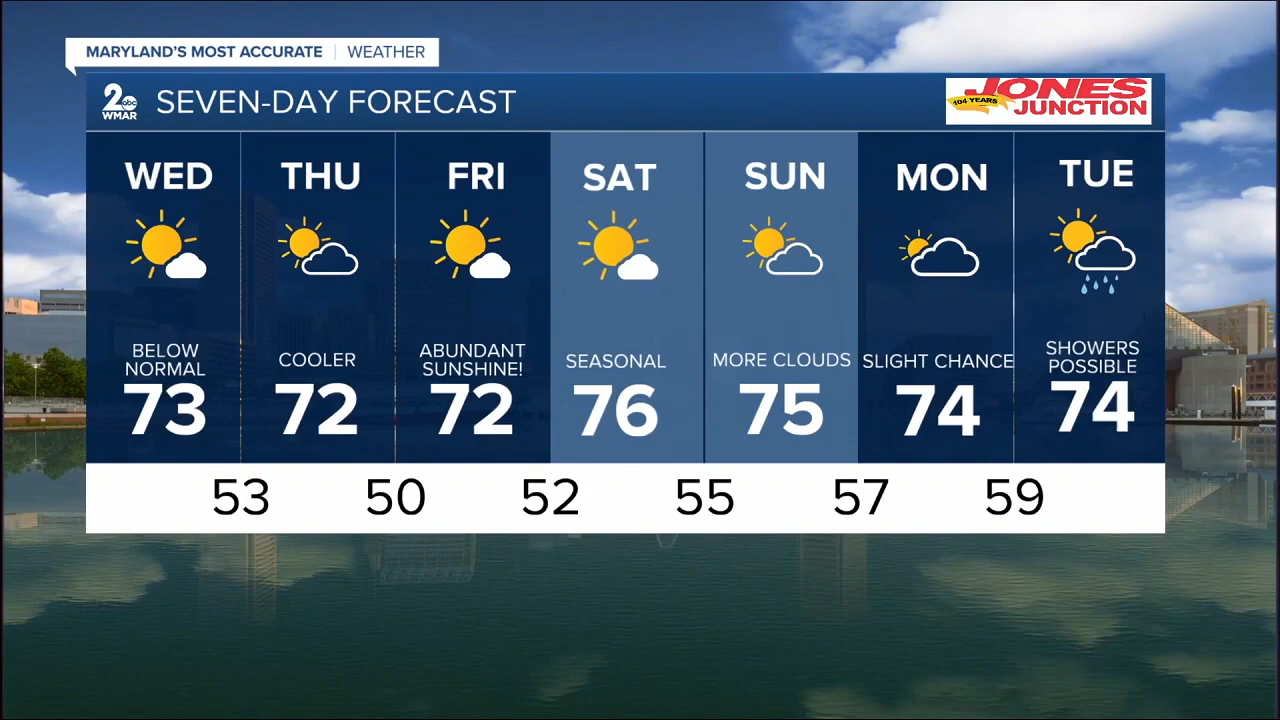 MARYLAND'S MOST ACCURATE | WEATHER
2 abc
WMAR
SEVEN-DAY FORECAST
JONES
104 YEARS
JUNCTION
WED
THU
FRI
SAT
SUN
MON
TUE
BELOW
NORMAL
COOLER
ABUNDANT
SUNSHINE!
SEASONAL
MORE CLOUDS
SLIGHT CHANCE
SHOWERS
POSSIBLE
73
72
72
76
75
74
74
53
50
52
55
57
59